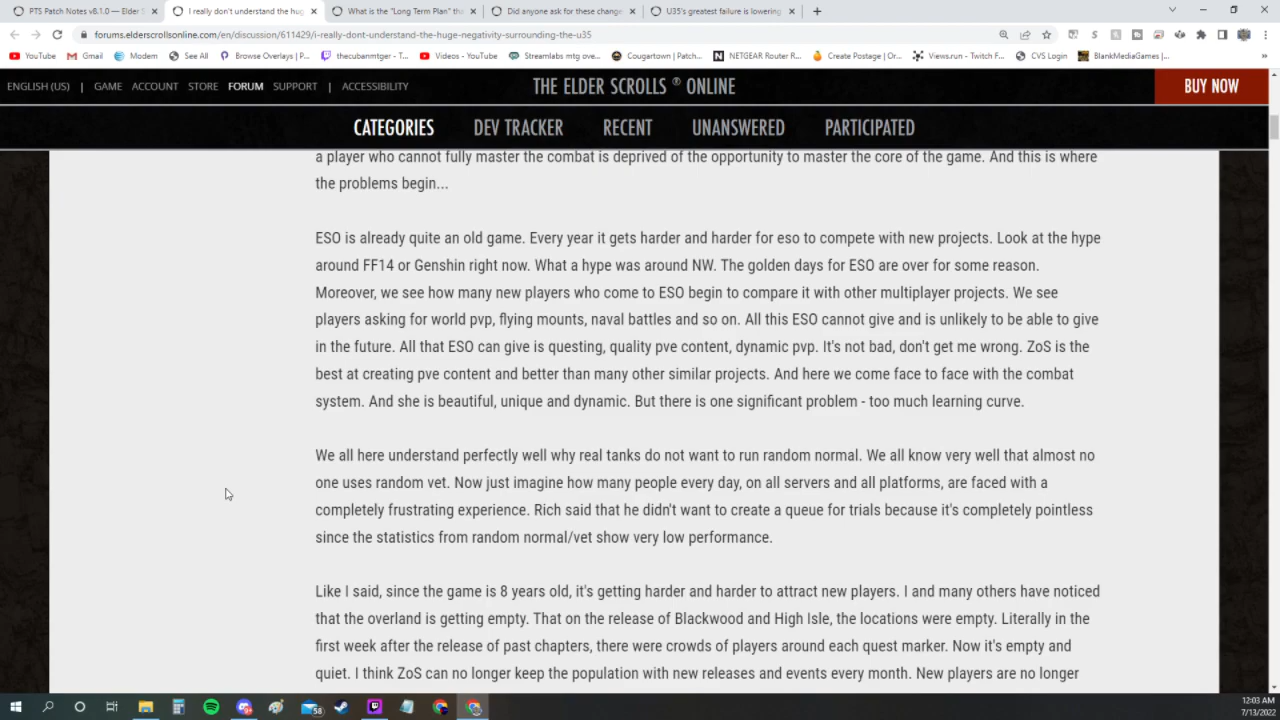 PTS Patch Notes v8.1.0 — Elder S
I really don't understand the hug
What is the "Long Term Plan" tha
Did anyone ask for these change
U35's greatest failure is lowering
forums.elderscrollsonline.com/en/discussion/611429/i-really-dont-understand-the-huge-negativity-surrounding-the-u35
YouTube
Gmail
Modem
See All
Browse Overlays | P...
thecubanmtger - T...
Videos - YouTube
Streamlabs mtg ove...
Cougartown | Patch...
NETGEAR Router R...
Create Postage | Or...
Views.run - Twitch F...
CVS Login
BlankMediaGames |...
ENGLISH (US) | GAME ACCOUNT STORE FORUM SUPPORT | ACCESSIBILITY
THE ELDER SCROLLS ® ONLINE
BUY NOW
CATEGORIES DEV TRACKER RECENT UNANSWERED PARTICIPATED
a player who cannot fully master the combat is deprived of the opportunity to master the core of the game. And this is where
the problems begin...
ESO is already quite an old game. Every year it gets harder and harder for eso to compete with new projects. Look at the hype
around FF14 or Genshin right now. What a hype was around NW. The golden days for ESO are over for some reason.
Moreover, we see how many new players who come to ESO begin to compare it with other multiplayer projects. We see
players asking for world pvp, flying mounts, naval battles and so on. All this ESO cannot give and is unlikely to be able to give
in the future. All that ESO can give is questing, quality pve content, dynamic pvp. It's not bad, don't get me wrong. ZoS is the
best at creating pve content and better than many other similar projects. And here we come face to face with the combat
system. And she is beautiful, unique and dynamic. But there is one significant problem - too much learning curve.
We all here understand perfectly well why real tanks do not want to run random normal. We all know very well that almost no
one uses random vet. Now just imagine how many people every day, on all servers and all platforms, are faced with a
completely frustrating experience. Rich said that he didn't want to create a queue for trials because it's completely pointless
since the statistics from random normal/vet show very low performance.
Like I said, since the game is 8 years old, it's getting harder and harder to attract new players. I and many others have noticed
that the overland is getting empty. That on the release of Blackwood and High Isle, the locations were empty. Literally in the
first week after the release of past chapters, there were crowds of players around each quest marker. Now it's empty and
quiet. I think ZoS can no longer keep the population with new releases and events every month. New players are no longer
58
12:03 AM
7/13/2022